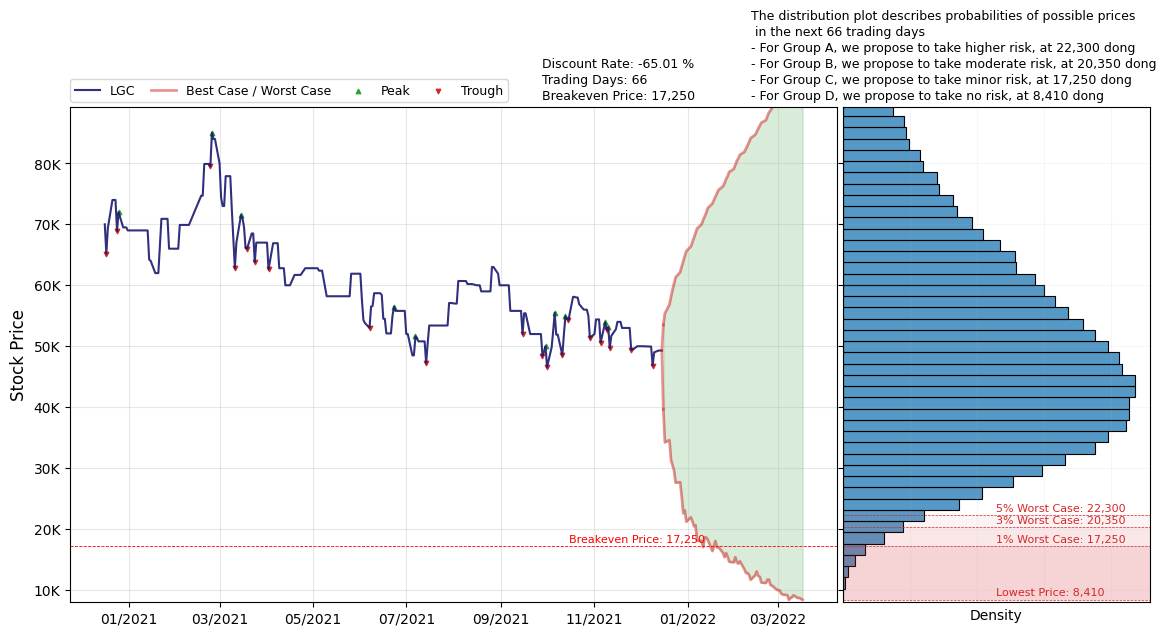 The distribution plot describes probabilities of possible prices
in the next 66 trading days
- For Group A, we propose to take higher risk, at 22,300 dong
- For Group B, we propose to take moderate risk, at 20,350 dong
- For Group C, we propose to take minor risk, at 17,250 dong
- For Group D, we propose to take no risk, at 8,410 dong
Discount Rate: -65.01 %
Trading Days: 66
Breakeven Price: 17,250
LGC Best Case / Worst Case Peak Trough
Stock Price
80K
70K
60K
50K
40K
30K
20K
10K
Breakeven Price: 17,250
5% Worst Case: 22,300
3% Worst Case: 20,350
1% Worst Case: 17,250
Lowest Price: 8,410
01/2021 03/2021 05/2021 07/2021 09/2021 11/2021 01/2022 03/2022
Density